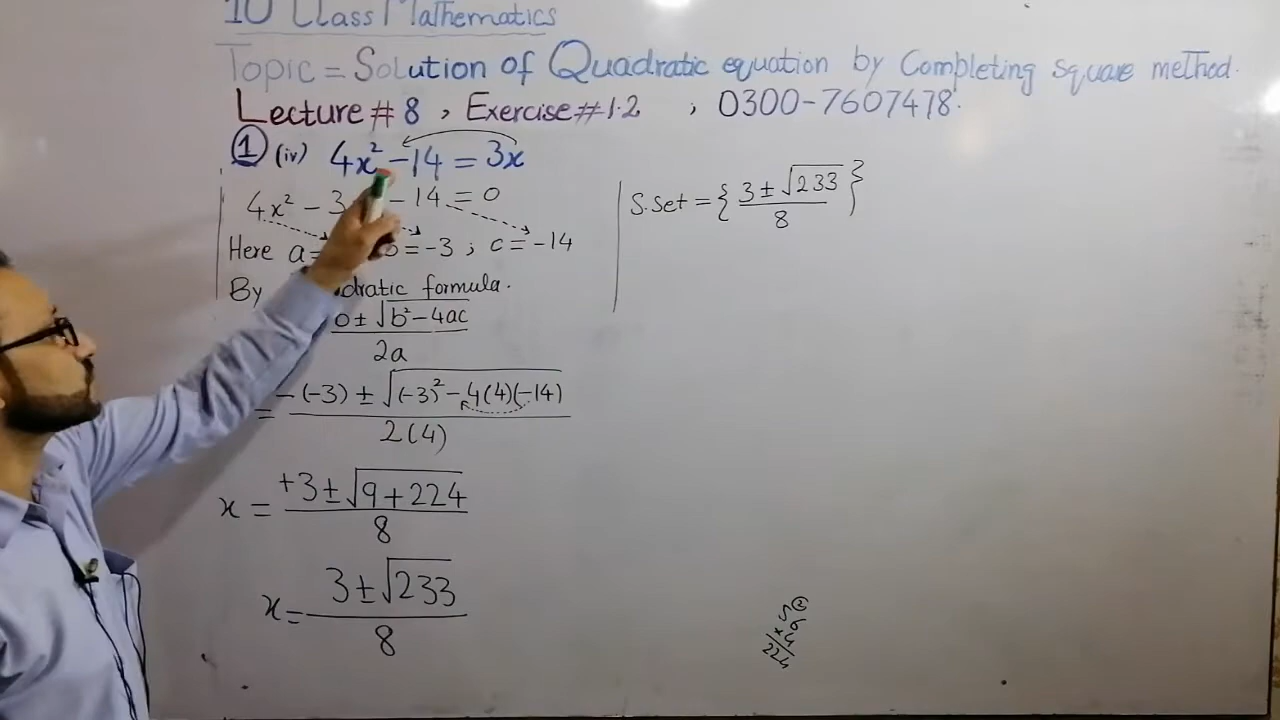 10 Class Mathematics
Topic = Solution of Quadratic equation by Completing square method.
Lecture # 8 , Exercise #1.2 , 0300-7607478.
① (iv) 4x² - 14 = 3x
4x² - 3 - 14 = 0
Here a= = -3 ; c = -14
By dratic formula.
± √b² - 4ac
2a
= - (-3) ± √(-3)² - 4(4)(-14)
2(4)
x = +3 ± √9 + 224
8
x = 3 ± √233
8
S.Set = { 3 ± √233 / 8 }
224